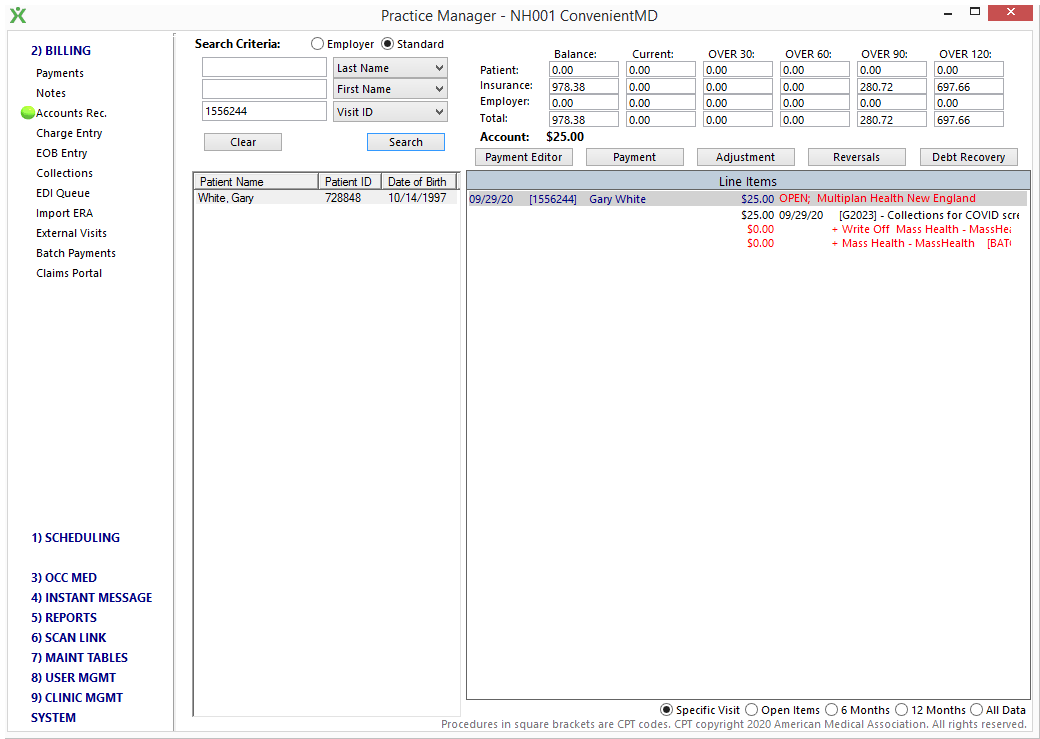 Practice Manager - NH001 ConvenientMD
2) BILLING
Payments
Notes
Accounts Rec.
Charge Entry
EOB Entry
Collections
EDI Queue
Import ERA
External Visits
Batch Payments
Claims Portal
1) SCHEDULING
3) OCC MED
4) INSTANT MESSAGE
5) REPORTS
6) SCAN LINK
7) MAINT TABLES
8) USER MGMT
9) CLINIC MGMT
SYSTEM
Search Criteria: Employer Standard
Last Name
First Name
1556244 Visit ID
Clear Search
Balance: Current: OVER 30: OVER 60: OVER 90: OVER 120:
Patient: 0.00 0.00 0.00 0.00 0.00 0.00
Insurance: 978.38 0.00 0.00 0.00 280.72 697.66
Employer: 0.00 0.00 0.00 0.00 0.00 0.00
Total: 978.38 0.00 0.00 0.00 280.72 697.66
Account: $25.00
Payment Editor Payment Adjustment Reversals Debt Recovery
Patient Name Patient ID Date of Birth
White, Gary 728848 10/14/1997
Line Items
09/29/20 [1556244] Gary White $25.00 OPEN; Multiplan Health New England
$25.00 09/29/20 [G2023] - Collections for COVID scre
$0.00 + Write Off Mass Health - MassHea
$0.00 + Mass Health - MassHealth [BAT
Specific Visit Open Items 6 Months 12 Months All Data
Procedures in square brackets are CPT codes. CPT copyright 2020 American Medical Association. All rights reserved.